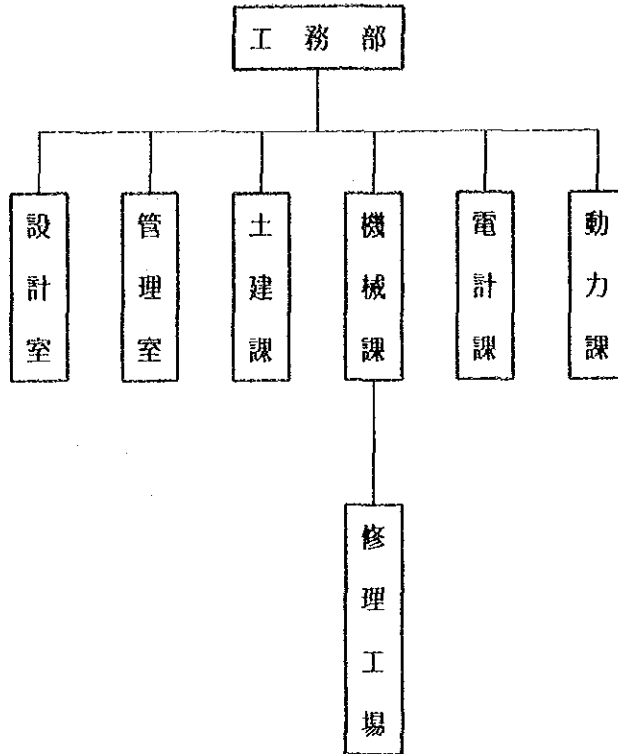 工務部
設計室
管理室
土建課
機械課
電計課
動力課
修理工場